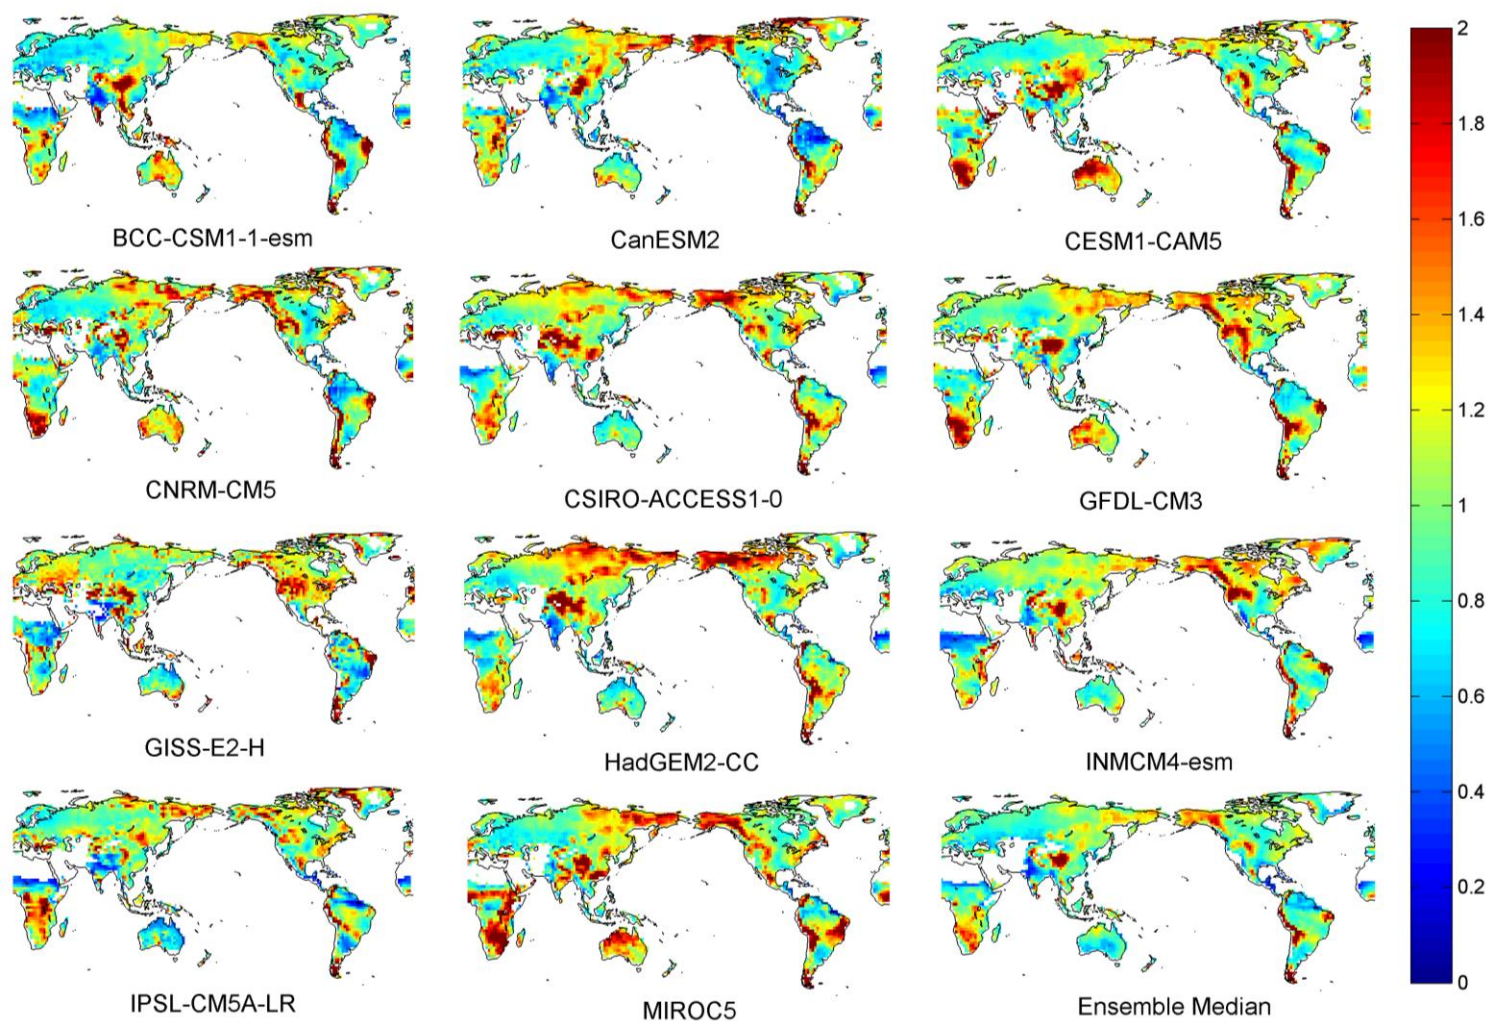 BCC-CSM1-1-esm
CanESM2
CESM1-CAM5
CNRM-CM5
CSIRO-ACCESS1-0
GFDL-CM3
GISS-E2-H
HadGEM2-CC
INMCM4-esm
IPSL-CM5A-LR
MIROC5
Ensemble Median
2
1.8
1.6
1.4
1.2
1
0.8
0.6
0.4
0.2
0